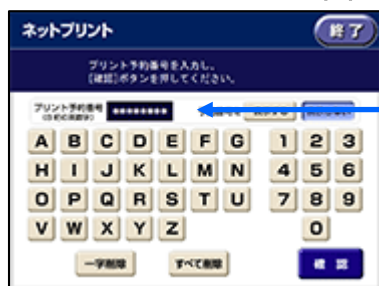 ネットプリント 終了
プリント予約番号を入力し、
[確認]ボタンを押してください。
プリント予約番号 ********
A B C D E F G 1 2 3
H I J K L M N 4 5 6
O P Q R S T U 7 8 9
V W X Y Z 0
一字削除 すべて削除 確認